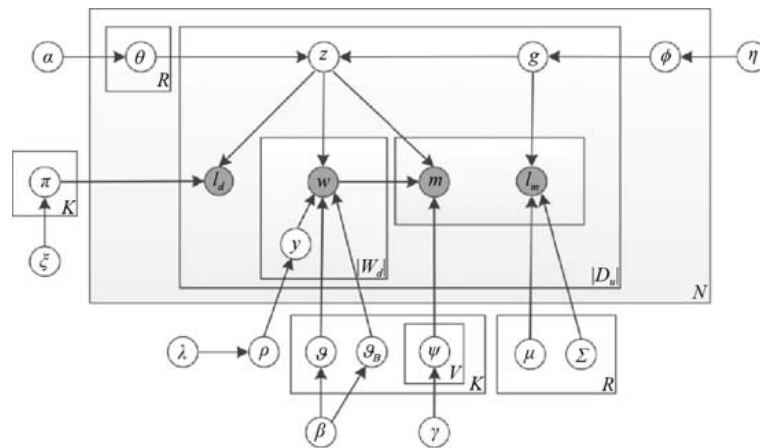 α θ z g ϕ η
R
π l_d w m l_m
K
ξ y |W_d| |D_u| N
λ ρ ϑ ϑ_B ψ μ Σ
V
K R
β γ